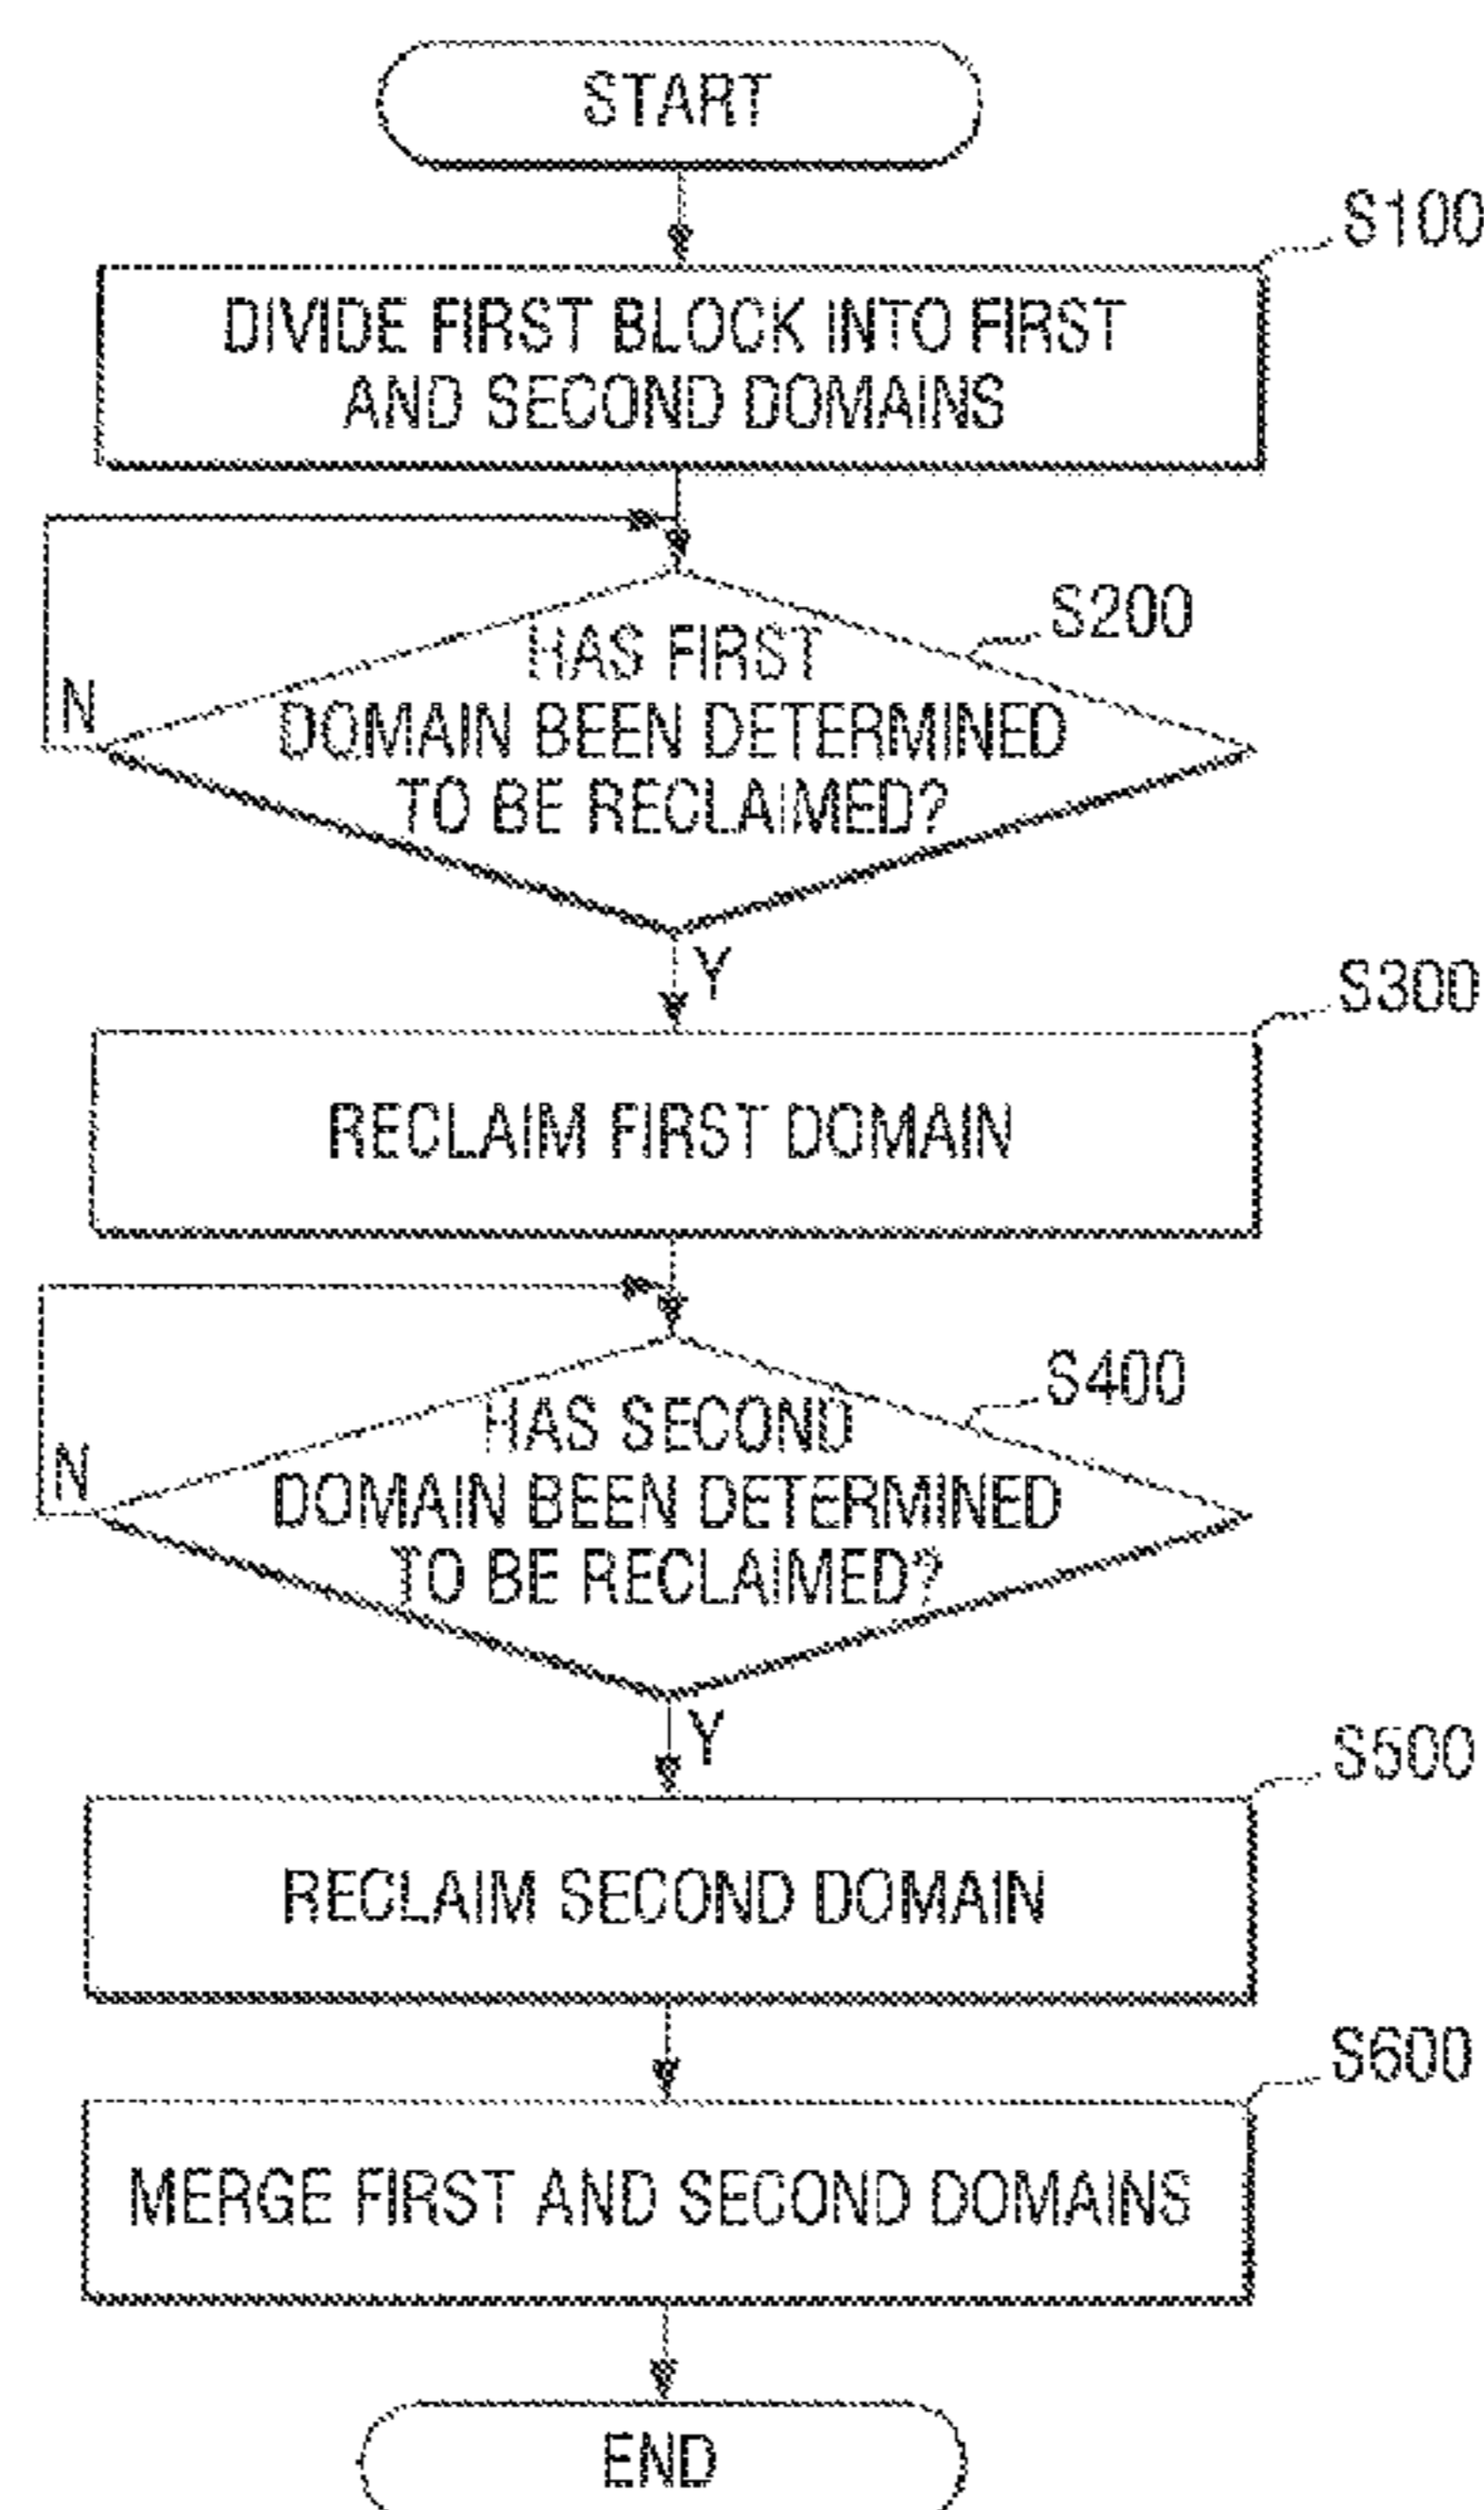 START
S100
DIVIDE FIRST BLOCK INTO FIRST
AND SECOND DOMAINS
S200
HAS FIRST
N
DOMAIN BEEN DETERMINED
TO BE RECLAIMED?
Y
S300
RECLAIM FIRST DOMAIN
S400
HAS SECOND
N
DOMAIN BEEN DETERMINED
TO BE RECLAIMED?
Y
S500
RECLAIM SECOND DOMAIN
S600
MERGE FIRST AND SECOND DOMAINS
END